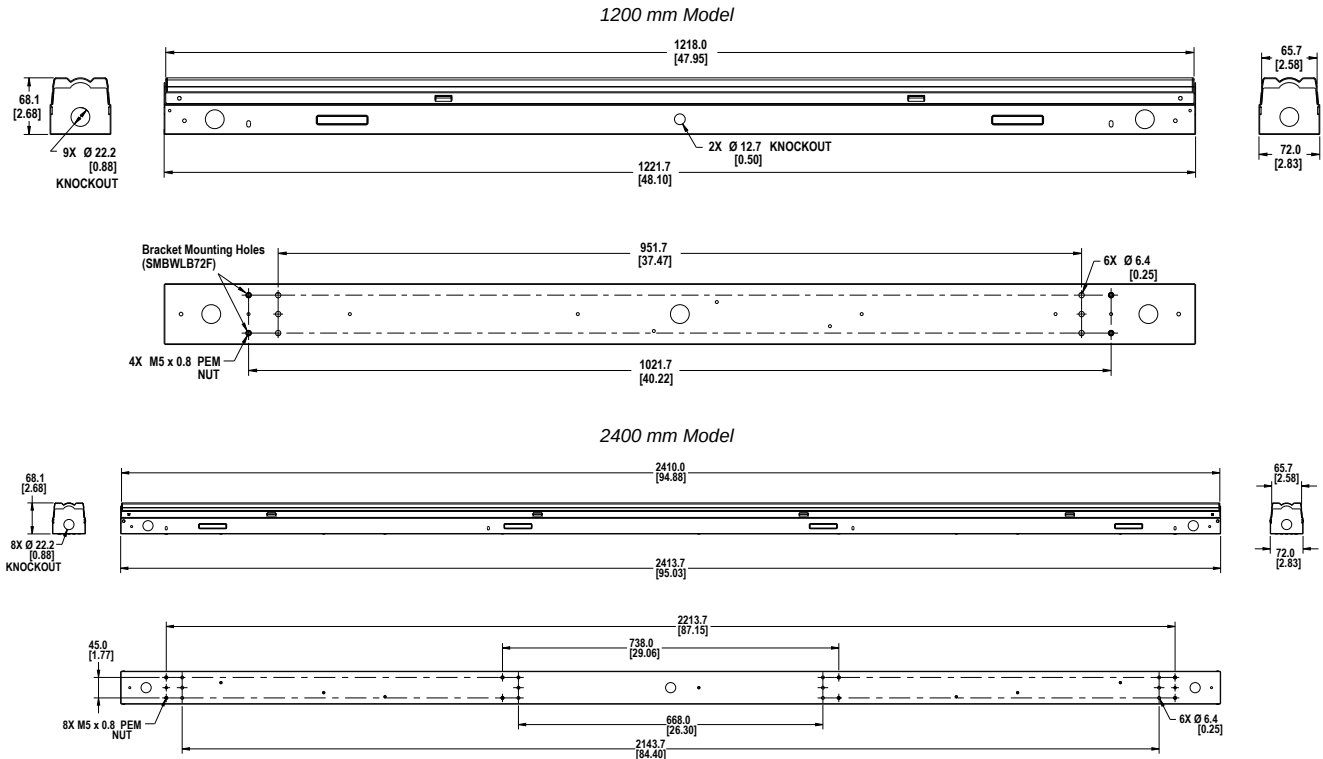 1200 mm Model
1218.0
[47.95]
65.7
[2.58]
68.1
[2.68]
9X Ø 22.2
[0.88]
KNOCKOUT
2X Ø 12.7 KNOCKOUT
[0.50]
72.0
[2.83]
1221.7
[48.10]
Bracket Mounting Holes
(SMBWLB72F)
951.7
[37.47]
6X Ø 6.4
[0.25]
4X M5 x 0.8 PEM
NUT
1021.7
[40.22]
2400 mm Model
2410.0
[94.88]
68.1
[2.68]
65.7
[2.58]
8X Ø 22.2
[0.88]
KNOCKOUT
72.0
[2.83]
2413.7
[95.03]
2213.7
[87.15]
45.0
[1.77]
738.0
[29.06]
8X M5 x 0.8 PEM
NUT
668.0
[26.30]
6X Ø 6.4
[0.25]
2143.7
[84.40]